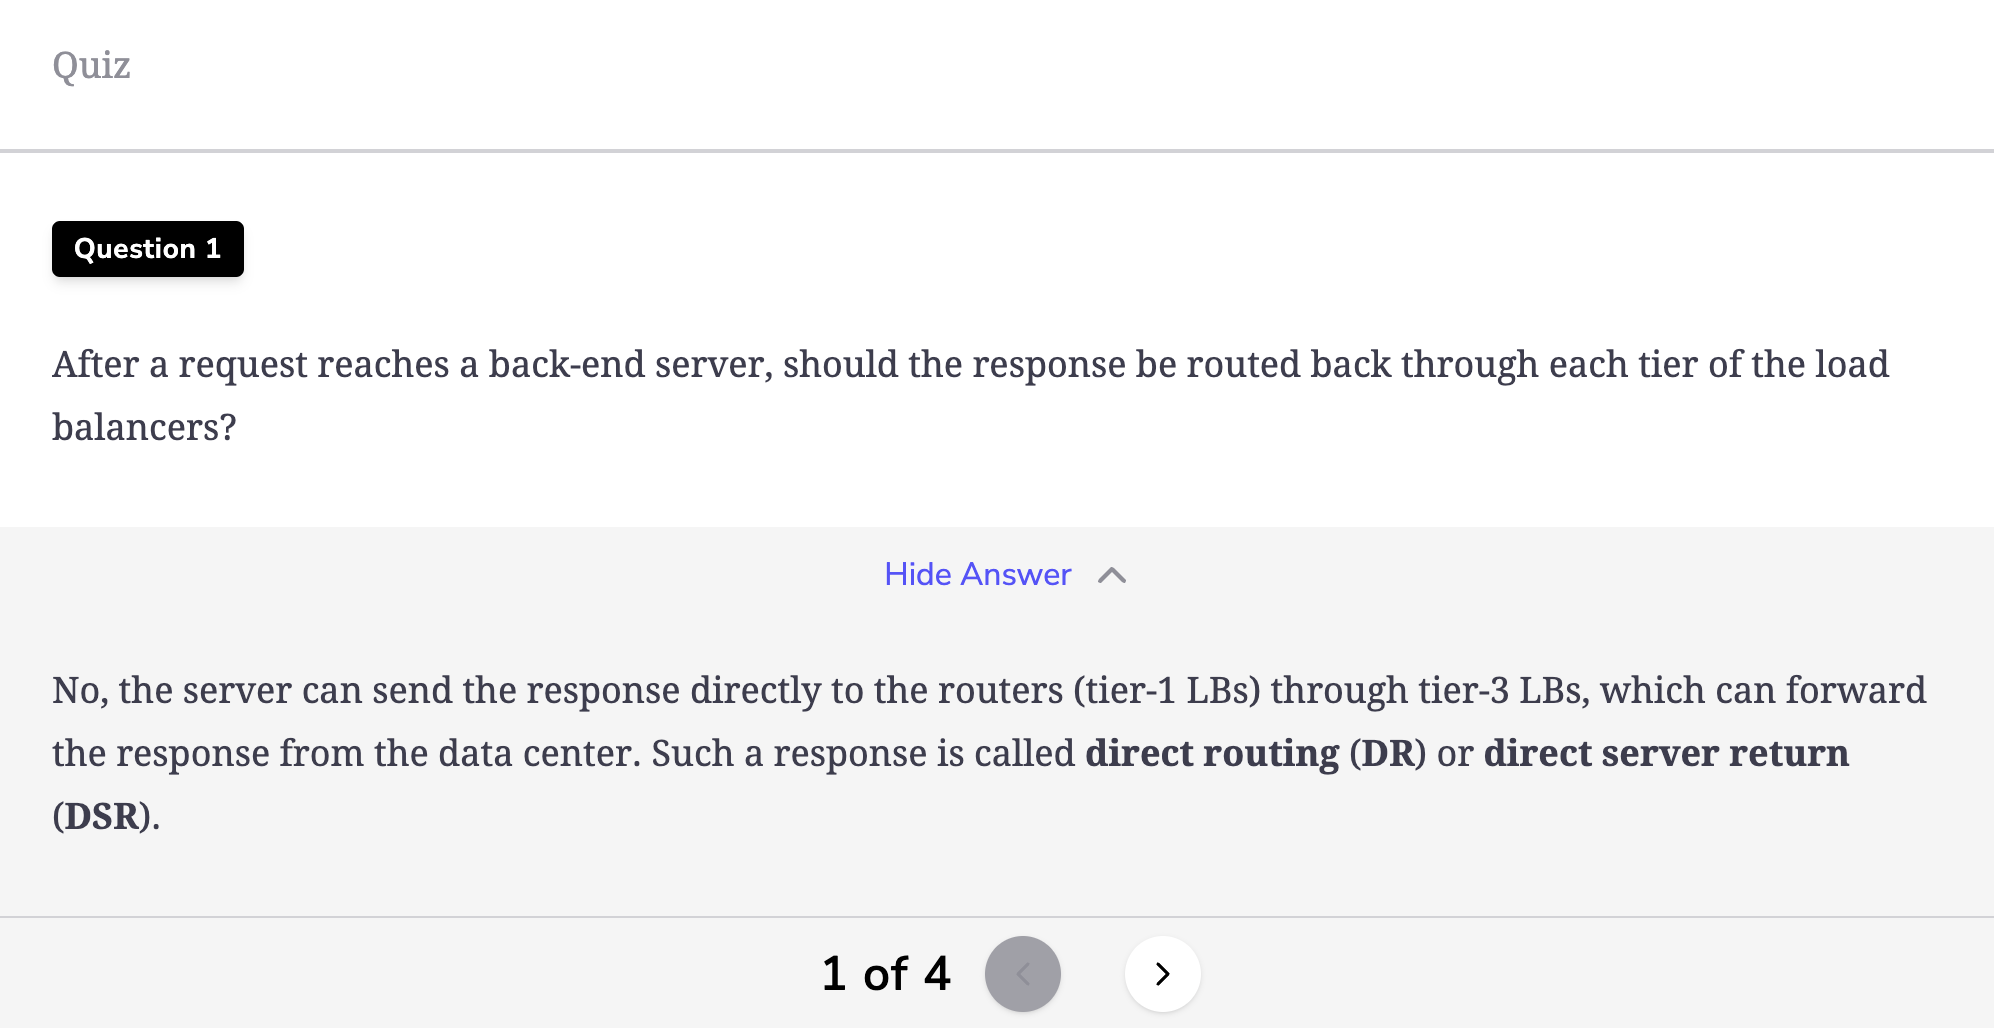 Quiz
Question 1
After a request reaches a back-end server, should the response be routed back through each tier of the load
balancers?
Hide Answer
No, the server can send the response directly to the routers (tier-1 LBs) through tier-3 LBs, which can forward
the response from the data center. Such a response is called direct routing (DR) or direct server return
(DSR).
1 of 4